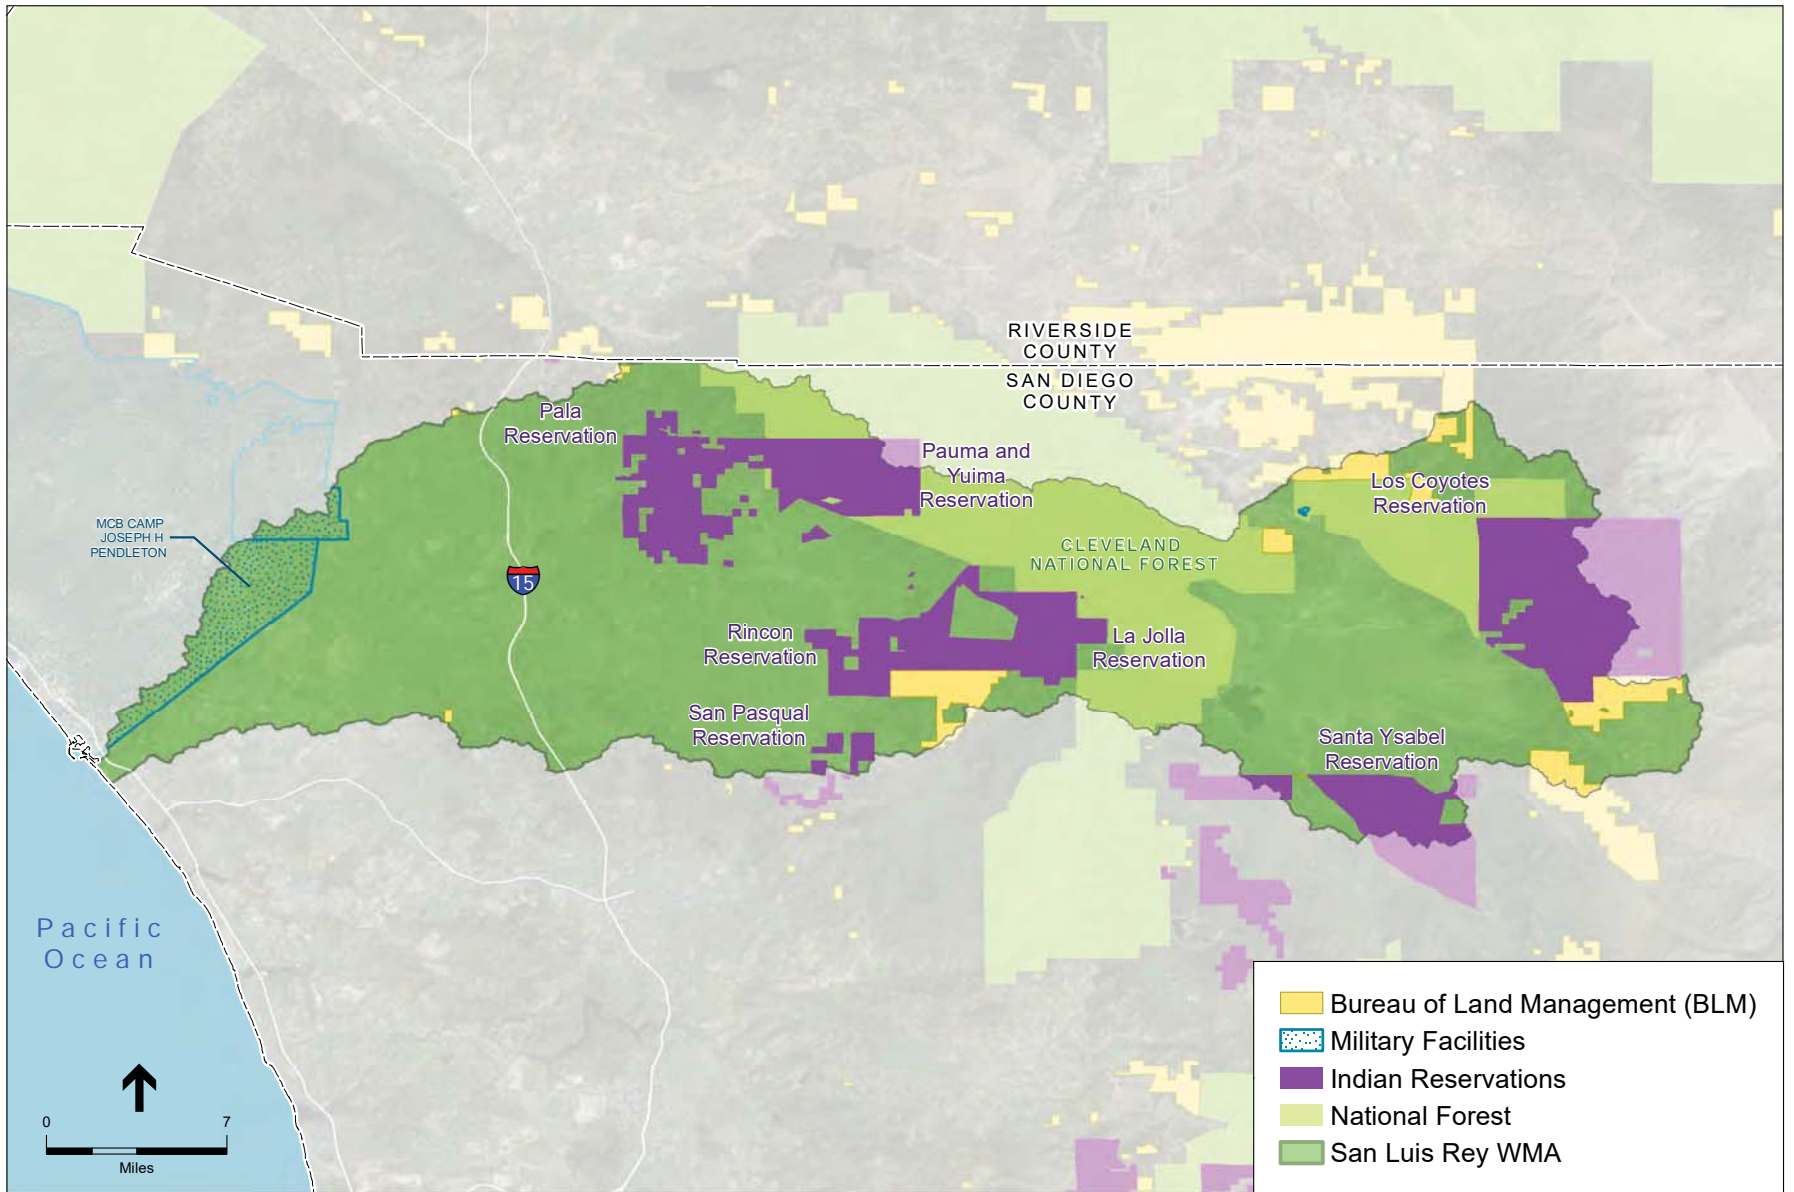 RIVERSIDE
COUNTY
SAN DIEGO
COUNTY
Pala
Reservation
Pauma and
Yuima
Reservation
Los Coyotes
Reservation
MCB CAMP
JOSEPH H
PENDLETON
CLEVELAND
NATIONAL FOREST
15
Rincon
Reservation
La Jolla
Reservation
San Pasqual
Reservation
Santa Ysabel
Reservation
Pacific
Ocean
0 7
Miles
Bureau of Land Management (BLM)
Military Facilities
Indian Reservations
National Forest
San Luis Rey WMA